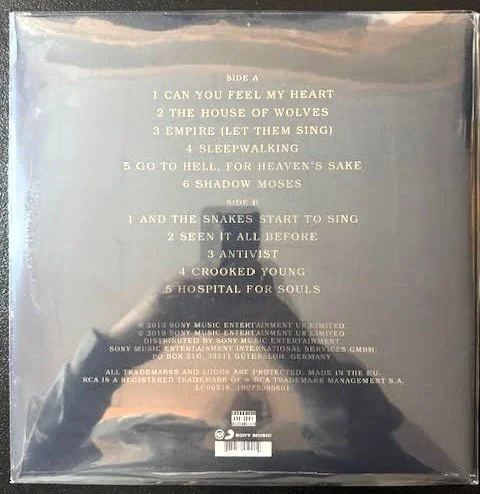 SIDE A
1 CAN YOU FEEL MY HEART
2 THE HOUSE OF WOLVES
3 EMPIRE (LET THEM SING)
4 SLEEPWALKING
5 GO TO HELL, FOR HEAVEN'S SAKE
6 SHADOW MOSES
SIDE B
1 AND THE SNAKES START TO SING
2 SEEN IT ALL BEFORE
3 ANTIVIST
4 CROOKED YOUNG
5 HOSPITAL FOR SOULS
℗ 2013 SONY MUSIC ENTERTAINMENT UK LIMITED.
© 2019 SONY MUSIC ENTERTAINMENT UK LIMITED.
DISTRIBUTED BY SONY MUSIC ENTERTAINMENT.
SONY MUSIC ENTERTAINMENT INTERNATIONAL SERVICES GMBH,
PO BOX 510, 33311 GÜTERSLOH, GERMANY
ALL TRADEMARKS AND LOGOS ARE PROTECTED. MADE IN THE EU.
RCA IS A REGISTERED TRADEMARK OF RCA TRADEMARK MANAGEMENT S.A.
LC00316
SONY MUSIC